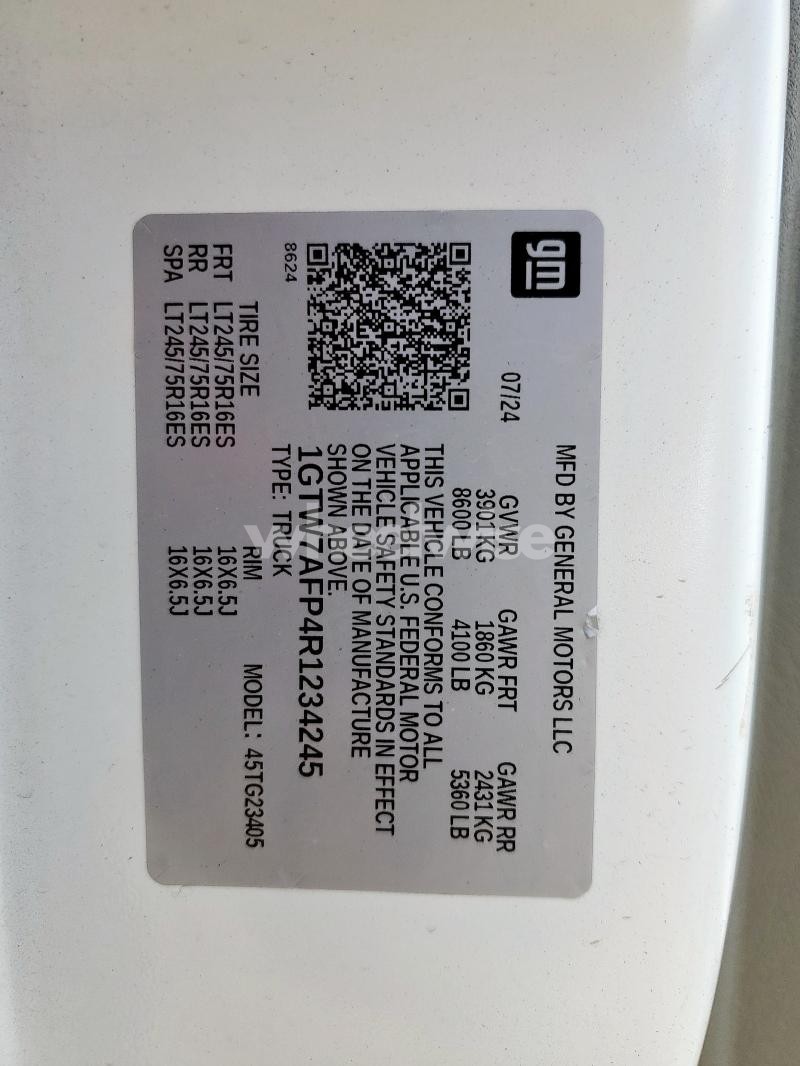 gm
MFD BY GENERAL MOTORS LLC
07/24
GVWR GAWR FRT GAWR RR
3901 KG 1860 KG 2431 KG
8600 LB 4100 LB 5360 LB
THIS VEHICLE CONFORMS TO ALL
APPLICABLE U.S. FEDERAL MOTOR
VEHICLE SAFETY STANDARDS IN EFFECT
ON THE DATE OF MANUFACTURE
SHOWN ABOVE.
1GTW7AFP4R1234245
8624
TYPE: TRUCK MODEL: 45TG23405
TIRE SIZE RIM
FRT LT245/75R16ES 16X6.5J
RR LT245/75R16ES 16X6.5J
SPA LT245/75R16ES 16X6.5J